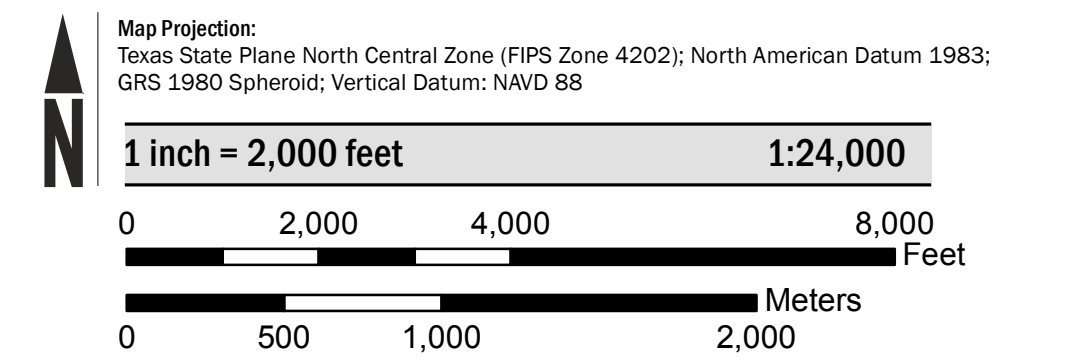 N
Map Projection:
Texas State Plane North Central Zone (FIPS Zone 4202); North American Datum 1983;
GRS 1980 Spheroid; Vertical Datum: NAVD 88
1 inch = 2,000 feet 1:24,000
0 2,000 4,000 8,000
Feet
Meters
0 500 1,000 2,000